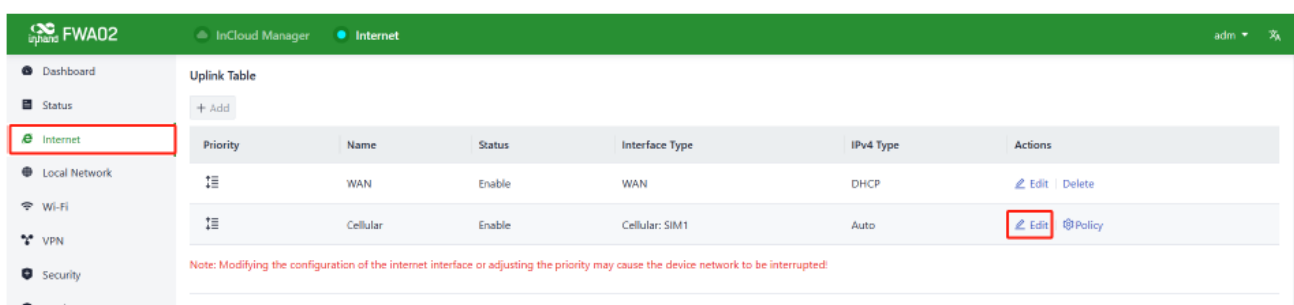 inhand FWA02 InCloud Manager Internet adm
Dashboard
Uplink Table
Status
+ Add
Internet
Priority Name Status Interface Type IPv4 Type Actions
Local Network
WAN Enable WAN DHCP Edit Delete
Wi-Fi
Cellular Enable Cellular: SIM1 Auto Edit Policy
VPN
Note: Modifying the configuration of the internet interface or adjusting the priority may cause the device network to be interrupted!
Security